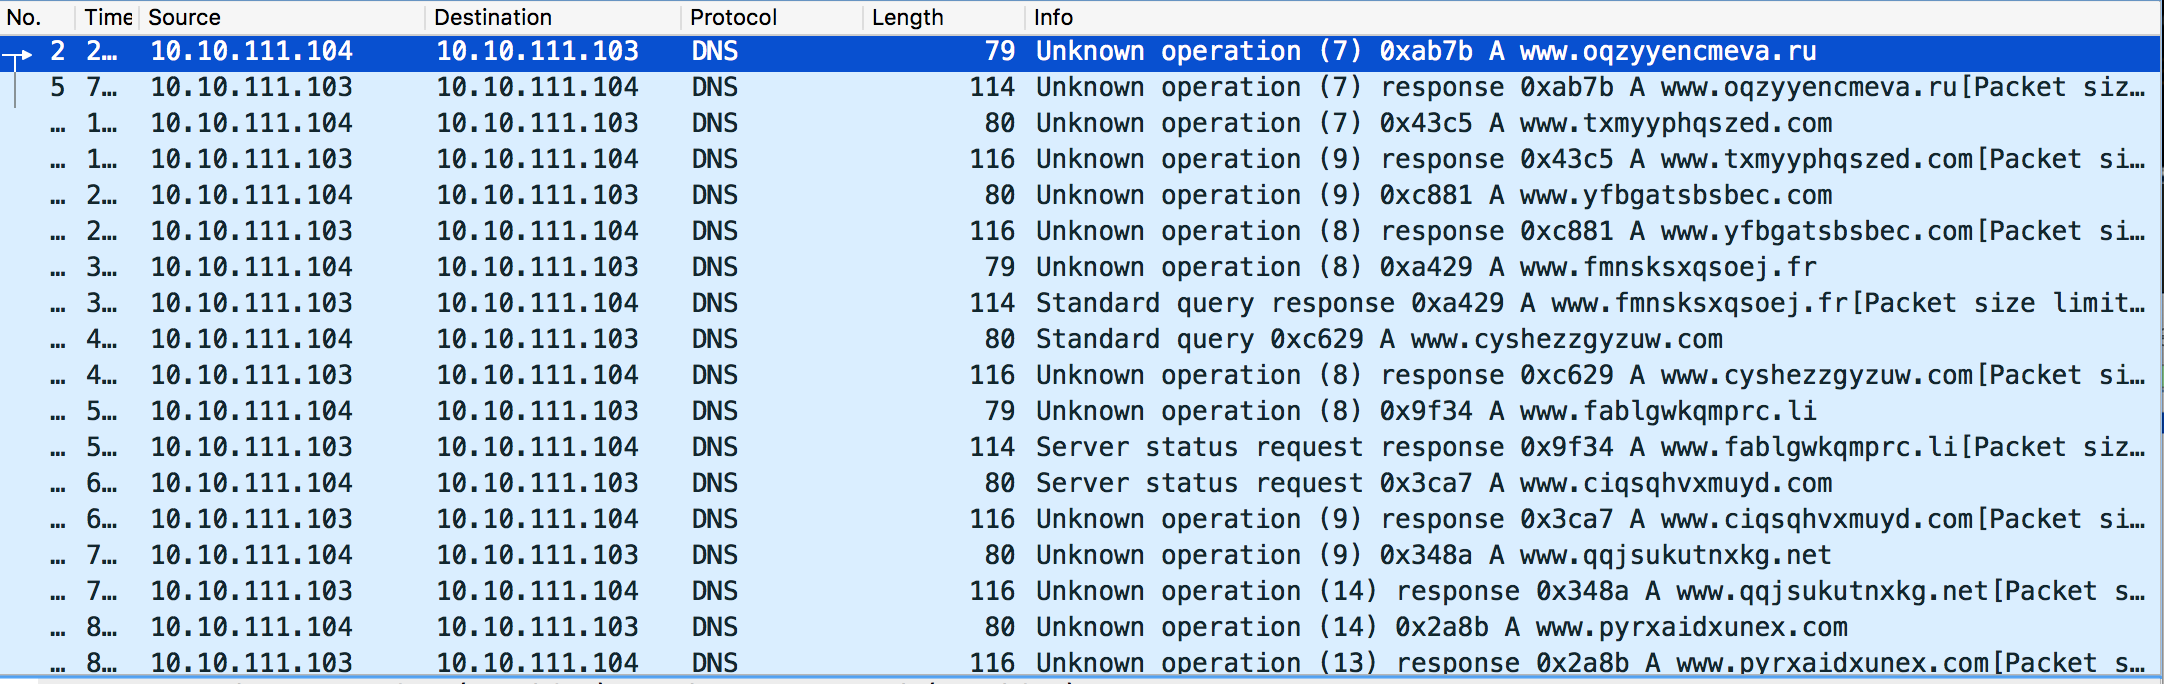 No. Time Source Destination Protocol Length Info
2 2… 10.10.111.104 10.10.111.103 DNS 79 Unknown operation (7) 0xab7b A www.oqzyyencmeva.ru
5 7… 10.10.111.103 10.10.111.104 DNS 114 Unknown operation (7) response 0xab7b A www.oqzyyencmeva.ru[Packet siz…
… 1… 10.10.111.104 10.10.111.103 DNS 80 Unknown operation (7) 0x43c5 A www.txmyyphqszed.com
… 1… 10.10.111.103 10.10.111.104 DNS 116 Unknown operation (9) response 0x43c5 A www.txmyyphqszed.com[Packet si…
… 2… 10.10.111.104 10.10.111.103 DNS 80 Unknown operation (9) 0xc881 A www.yfbgatsbsbec.com
… 2… 10.10.111.103 10.10.111.104 DNS 116 Unknown operation (8) response 0xc881 A www.yfbgatsbsbec.com[Packet si…
… 3… 10.10.111.104 10.10.111.103 DNS 79 Unknown operation (8) 0xa429 A www.fmnsksxqsoej.fr
… 3… 10.10.111.103 10.10.111.104 DNS 114 Standard query response 0xa429 A www.fmnsksxqsoej.fr[Packet size limit…
… 4… 10.10.111.104 10.10.111.103 DNS 80 Standard query 0xc629 A www.cyshezzgyzuw.com
… 4… 10.10.111.103 10.10.111.104 DNS 116 Unknown operation (8) response 0xc629 A www.cyshezzgyzuw.com[Packet si…
… 5… 10.10.111.104 10.10.111.103 DNS 79 Unknown operation (8) 0x9f34 A www.fablgwkqmprc.li
… 5… 10.10.111.103 10.10.111.104 DNS 114 Server status request response 0x9f34 A www.fablgwkqmprc.li[Packet siz…
… 6… 10.10.111.104 10.10.111.103 DNS 80 Server status request 0x3ca7 A www.ciqsqhvxmuyd.com
… 6… 10.10.111.103 10.10.111.104 DNS 116 Unknown operation (9) response 0x3ca7 A www.ciqsqhvxmuyd.com[Packet si…
… 7… 10.10.111.104 10.10.111.103 DNS 80 Unknown operation (9) 0x348a A www.qqjsukutnxkg.net
… 7… 10.10.111.103 10.10.111.104 DNS 116 Unknown operation (14) response 0x348a A www.qqjsukutnxkg.net[Packet s…
… 8… 10.10.111.104 10.10.111.103 DNS 80 Unknown operation (14) 0x2a8b A www.pyrxaidxunex.com
… 8… 10.10.111.103 10.10.111.104 DNS 116 Unknown operation (13) response 0x2a8b A www.pyrxaidxunex.com[Packet s…